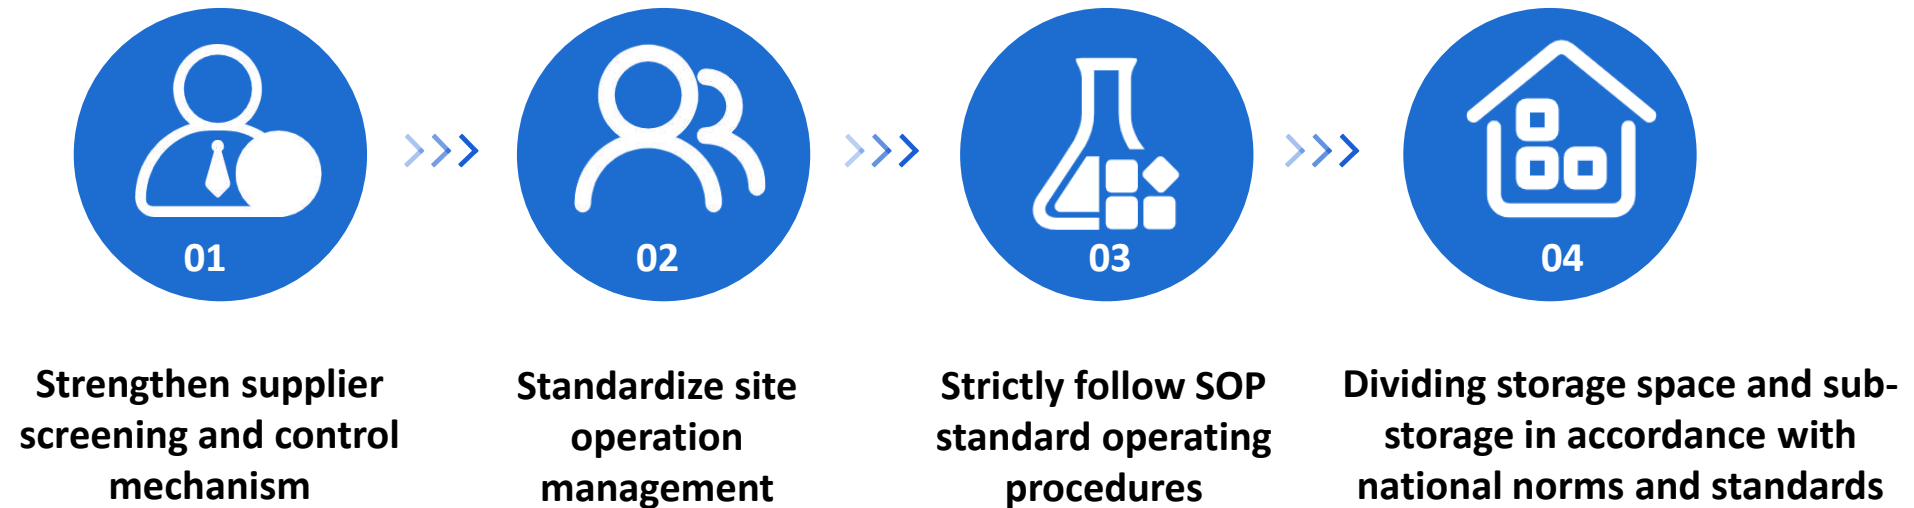 01
02
03
04
Strengthen supplier
screening and control
mechanism
Standardize site
operation
management
Strictly follow SOP
standard operating
procedures
Dividing storage space and sub-
storage in accordance with
national norms and standards